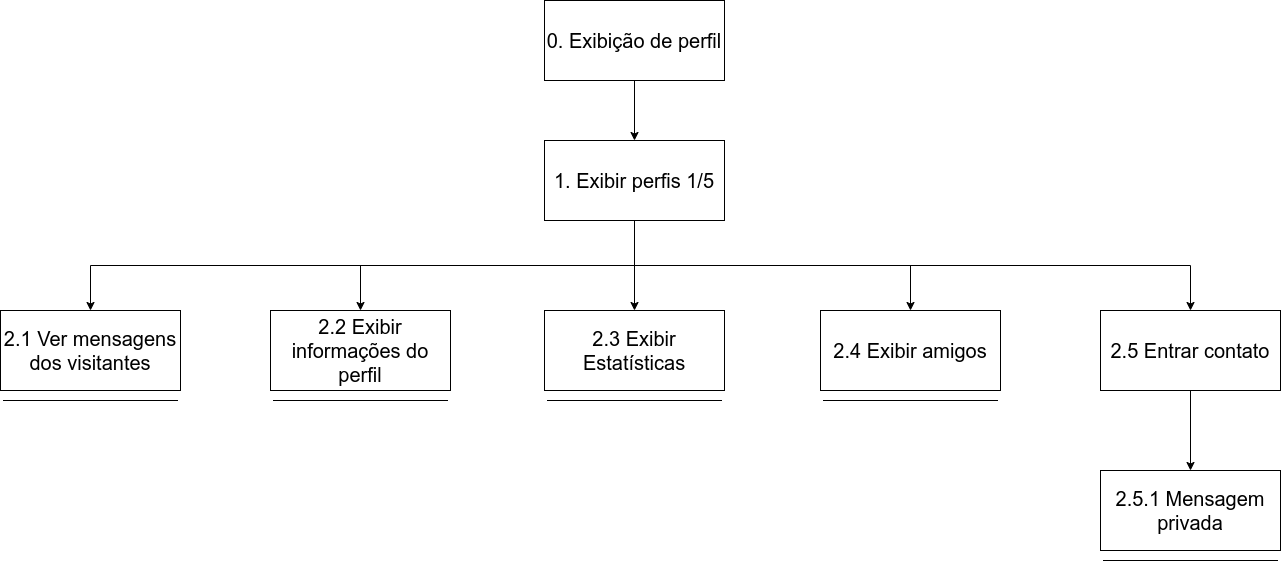 0. Exibição de perfil
1. Exibir perfis 1/5
2.1 Ver mensagens
dos visitantes
2.2 Exibir
informações do
perfil
2.3 Exibir
Estatísticas
2.4 Exibir amigos
2.5 Entrar contato
2.5.1 Mensagem
privada